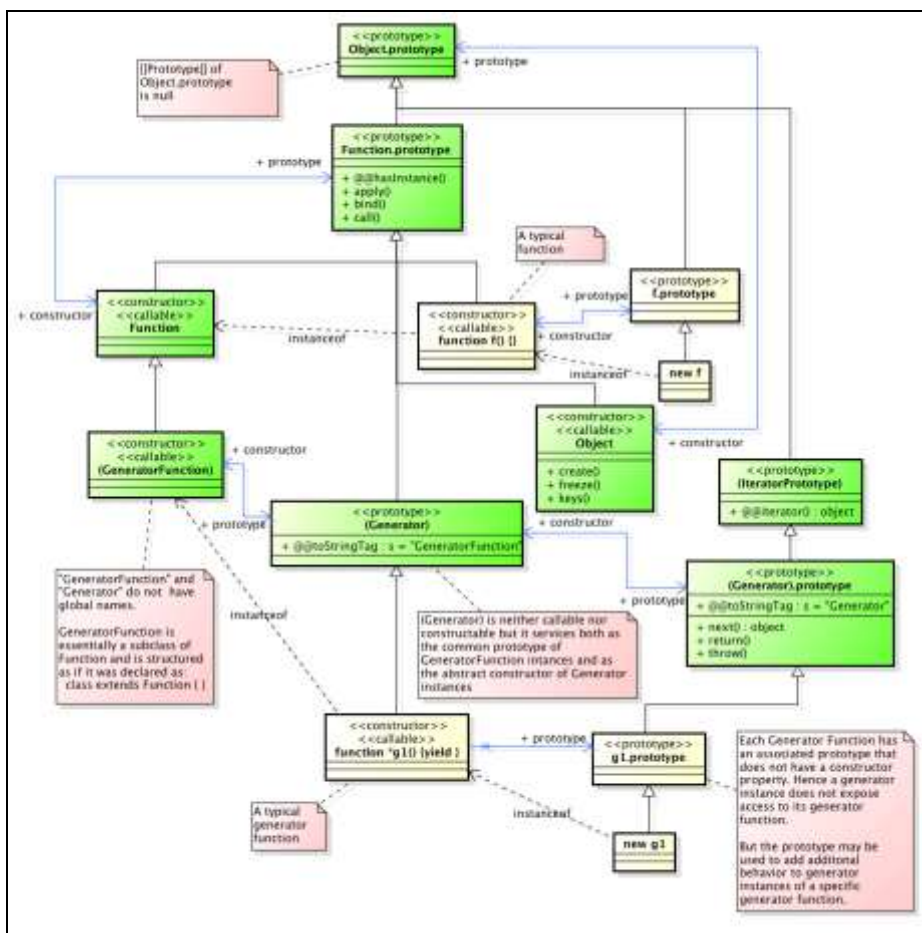 <<prototype>>
Object.prototype
+ prototype
[[Prototype]] of
Object.prototype
is null
<<prototype>>
Function.prototype
+ @@hasInstance()
+ apply()
+ bind()
+ call()
+ prototype
A typical
function
<<prototype>>
f.prototype
+ prototype
<<constructor>>
<<callable>>
Function
+ constructor
<<constructor>>
<<callable>>
function f() {}
+ constructor
instanceof
instanceof
new f
<<constructor>>
<<callable>>
Object
+ create()
+ freeze()
+ keys()
+ constructor
<<constructor>>
<<callable>>
(GeneratorFunction)
+ constructor
+ prototype
<<prototype>>
(IteratorPrototype)
+ @@iterator() : object
<<prototype>>
(Generator)
+ @@toStringTag : s = "GeneratorFunction"
+ constructor
+ prototype
<<prototype>>
(Generator).prototype
+ @@toStringTag : s = "Generator"
+ next() : object
+ return()
+ throw()
"GeneratorFunction" and
"Generator" do not have
global names.
GeneratorFunction is
essentially a subclass of
Function and is structured
as if it was declared as
class extends Function { }
instanceof
(Generator) is neither callable nor
constructable but it services both as
the common prototype of
GeneratorFunction intances and as
the abstract constructor of Generator
instances
<<constructor>>
<<callable>>
function *g1() {yield }
+ prototype
<<prototype>>
g1.prototype
Each Generator Function has
an associated prototype that
does not have a constructor
property. Hence a generator
instance does not expose
access to its generator
function.
But the prototype may be
used to add additonal
behavior to generator
instances of a specific
generator function.
A typical
generator
function
instanceof
new g1